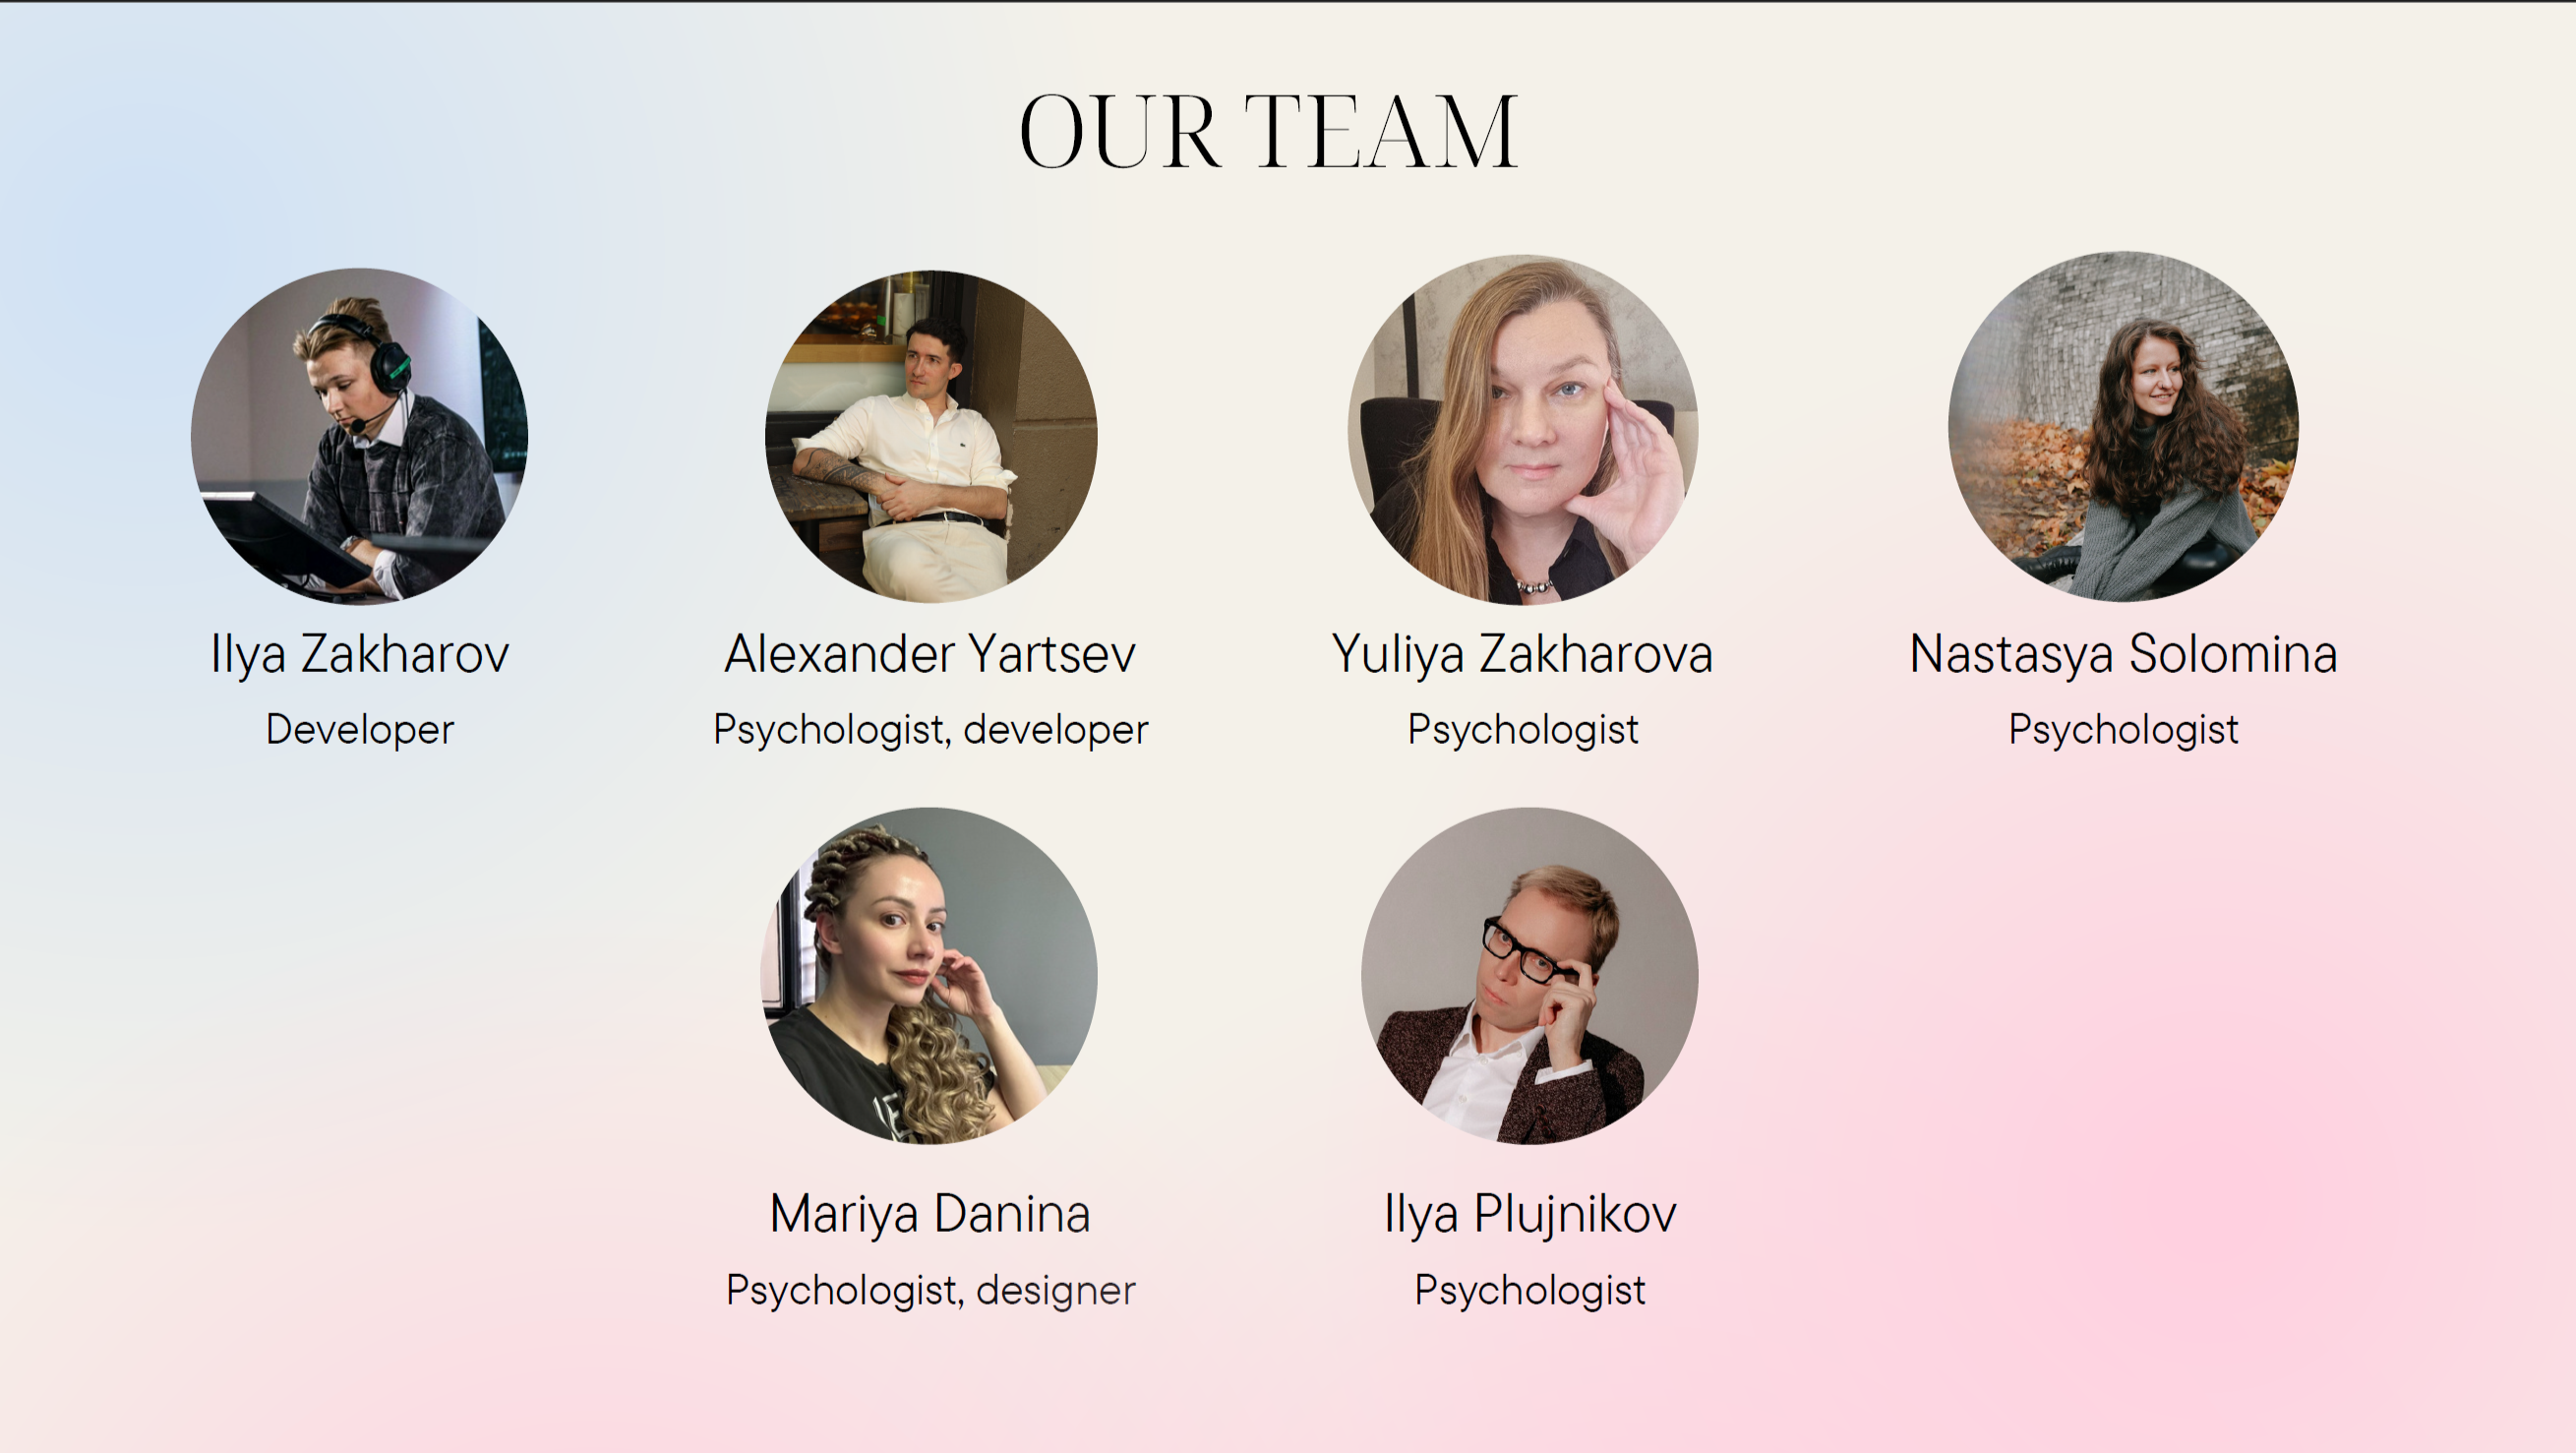 OUR TEAM
Ilya Zakharov
Developer
Alexander Yartsev
Psychologist, developer
Yuliya Zakharova
Psychologist
Nastasya Solomina
Psychologist
Mariya Danina
Psychologist, designer
Ilya Plujnikov
Psychologist